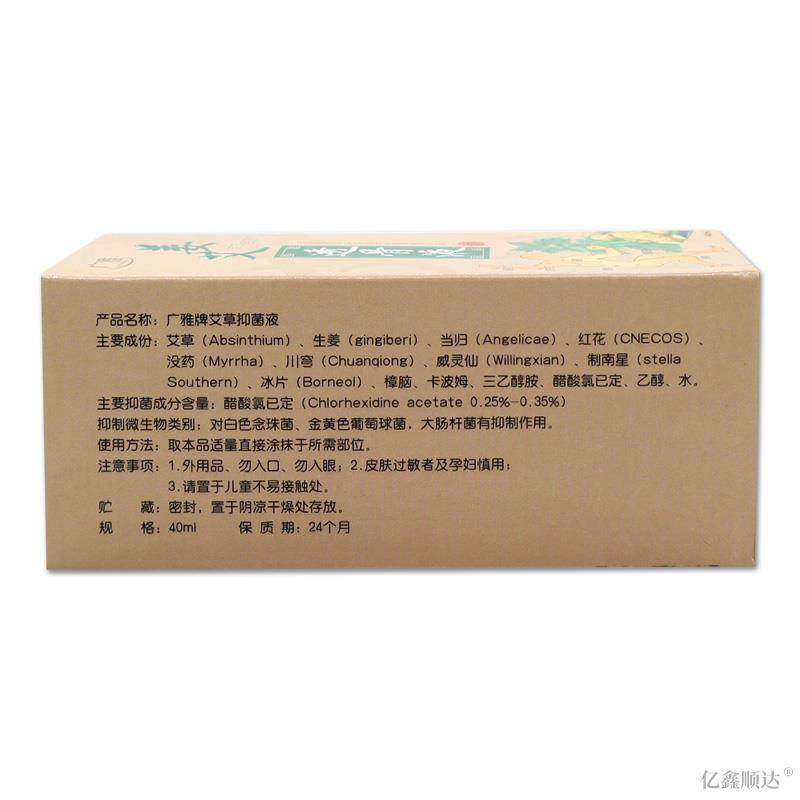 姜艾
产品名称：广雅牌艾草抑菌液
主要成份：艾草（Absinthium）、生姜（gingiberi）、当归（Angelicae）、红花（CNECOS）、
没药（Myrrha）、川穹（Chuanqiong）、威灵仙（Willingxian）、制南星（stella
Southern）、冰片（Borneol）、樟脑、卡波姆、三乙醇胺、醋酸氯已定、乙醇、水。
主要抑菌成分含量：醋酸氯已定（Chlorhexidine acetate 0.25%-0.35%）
抑制微生物类别：对白色念珠菌、金黄色葡萄球菌，大肠杆菌有抑制作用。
使用方法：取本品适量直接涂抹于所需部位。
注意事项：1.外用品、勿入口、勿入眼；2.皮肤过敏者及孕妇慎用；
3.请置于儿童不易接触处。
贮 藏：密封，置于阴凉干燥处存放。
规 格：40ml 保 质 期：24个月
亿鑫顺达®